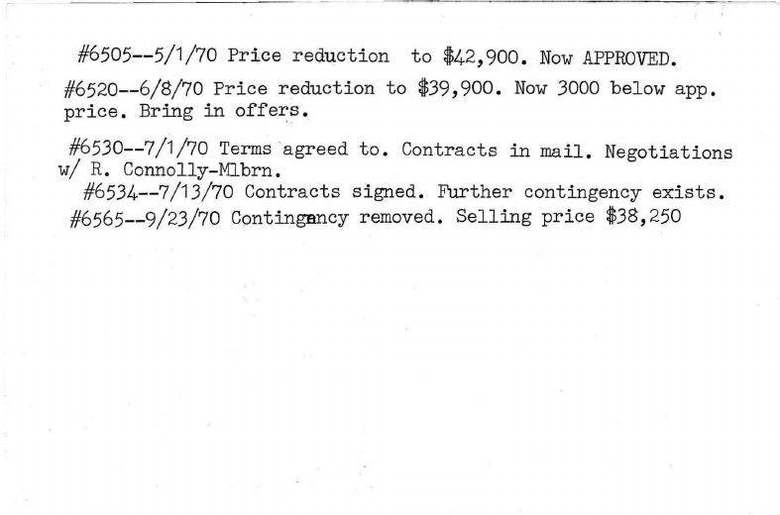 #6505--5/1/70 Price reduction to $42,900. Now APPROVED.
#6520--6/8/70 Price reduction to $39,900. Now 3000 below app.
price. Bring in offers.
#6530--7/1/70 Terms agreed to. Contracts in mail. Negotiations
w/ R. Connolly-Mlbrn.
#6534--7/13/70 Contracts signed. Further contingency exists.
#6565--9/23/70 Contingency removed. Selling price $38,250